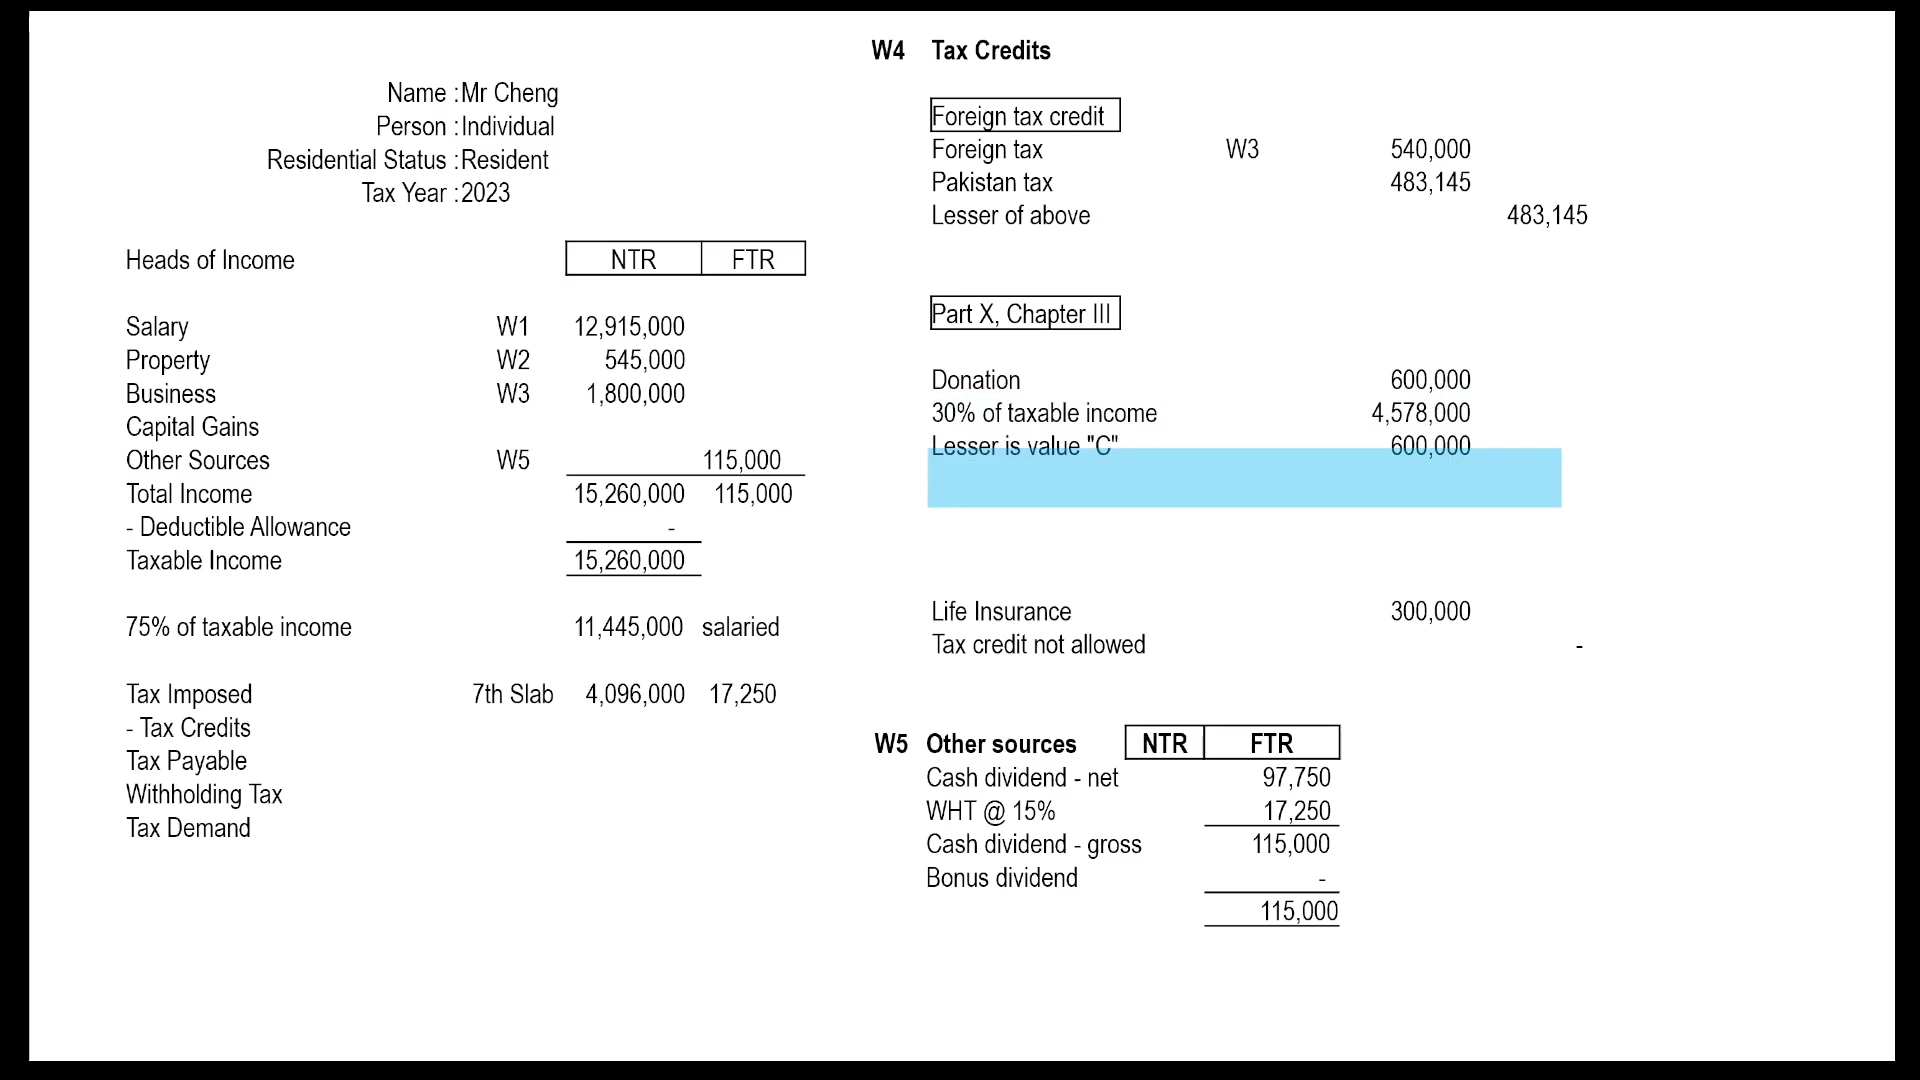 Name : Mr Cheng
Person : Individual
Residential Status : Resident
Tax Year : 2023
Heads of Income NTR FTR
Salary W1 12,915,000
Property W2 545,000
Business W3 1,800,000
Capital Gains
Other Sources W5 115,000
Total Income 15,260,000 115,000
- Deductible Allowance -
Taxable Income 15,260,000
75% of taxable income 11,445,000 salaried
Tax Imposed 7th Slab 4,096,000 17,250
- Tax Credits
Tax Payable
Withholding Tax
Tax Demand
W4 Tax Credits
Foreign tax credit
Foreign tax W3 540,000
Pakistan tax 483,145
Lesser of above 483,145
Part X, Chapter III
Donation 600,000
30% of taxable income 4,578,000
Lesser is value "C" 600,000
Life Insurance 300,000
Tax credit not allowed -
W5 Other sources NTR FTR
Cash dividend - net 97,750
WHT @ 15% 17,250
Cash dividend - gross 115,000
Bonus dividend -
115,000